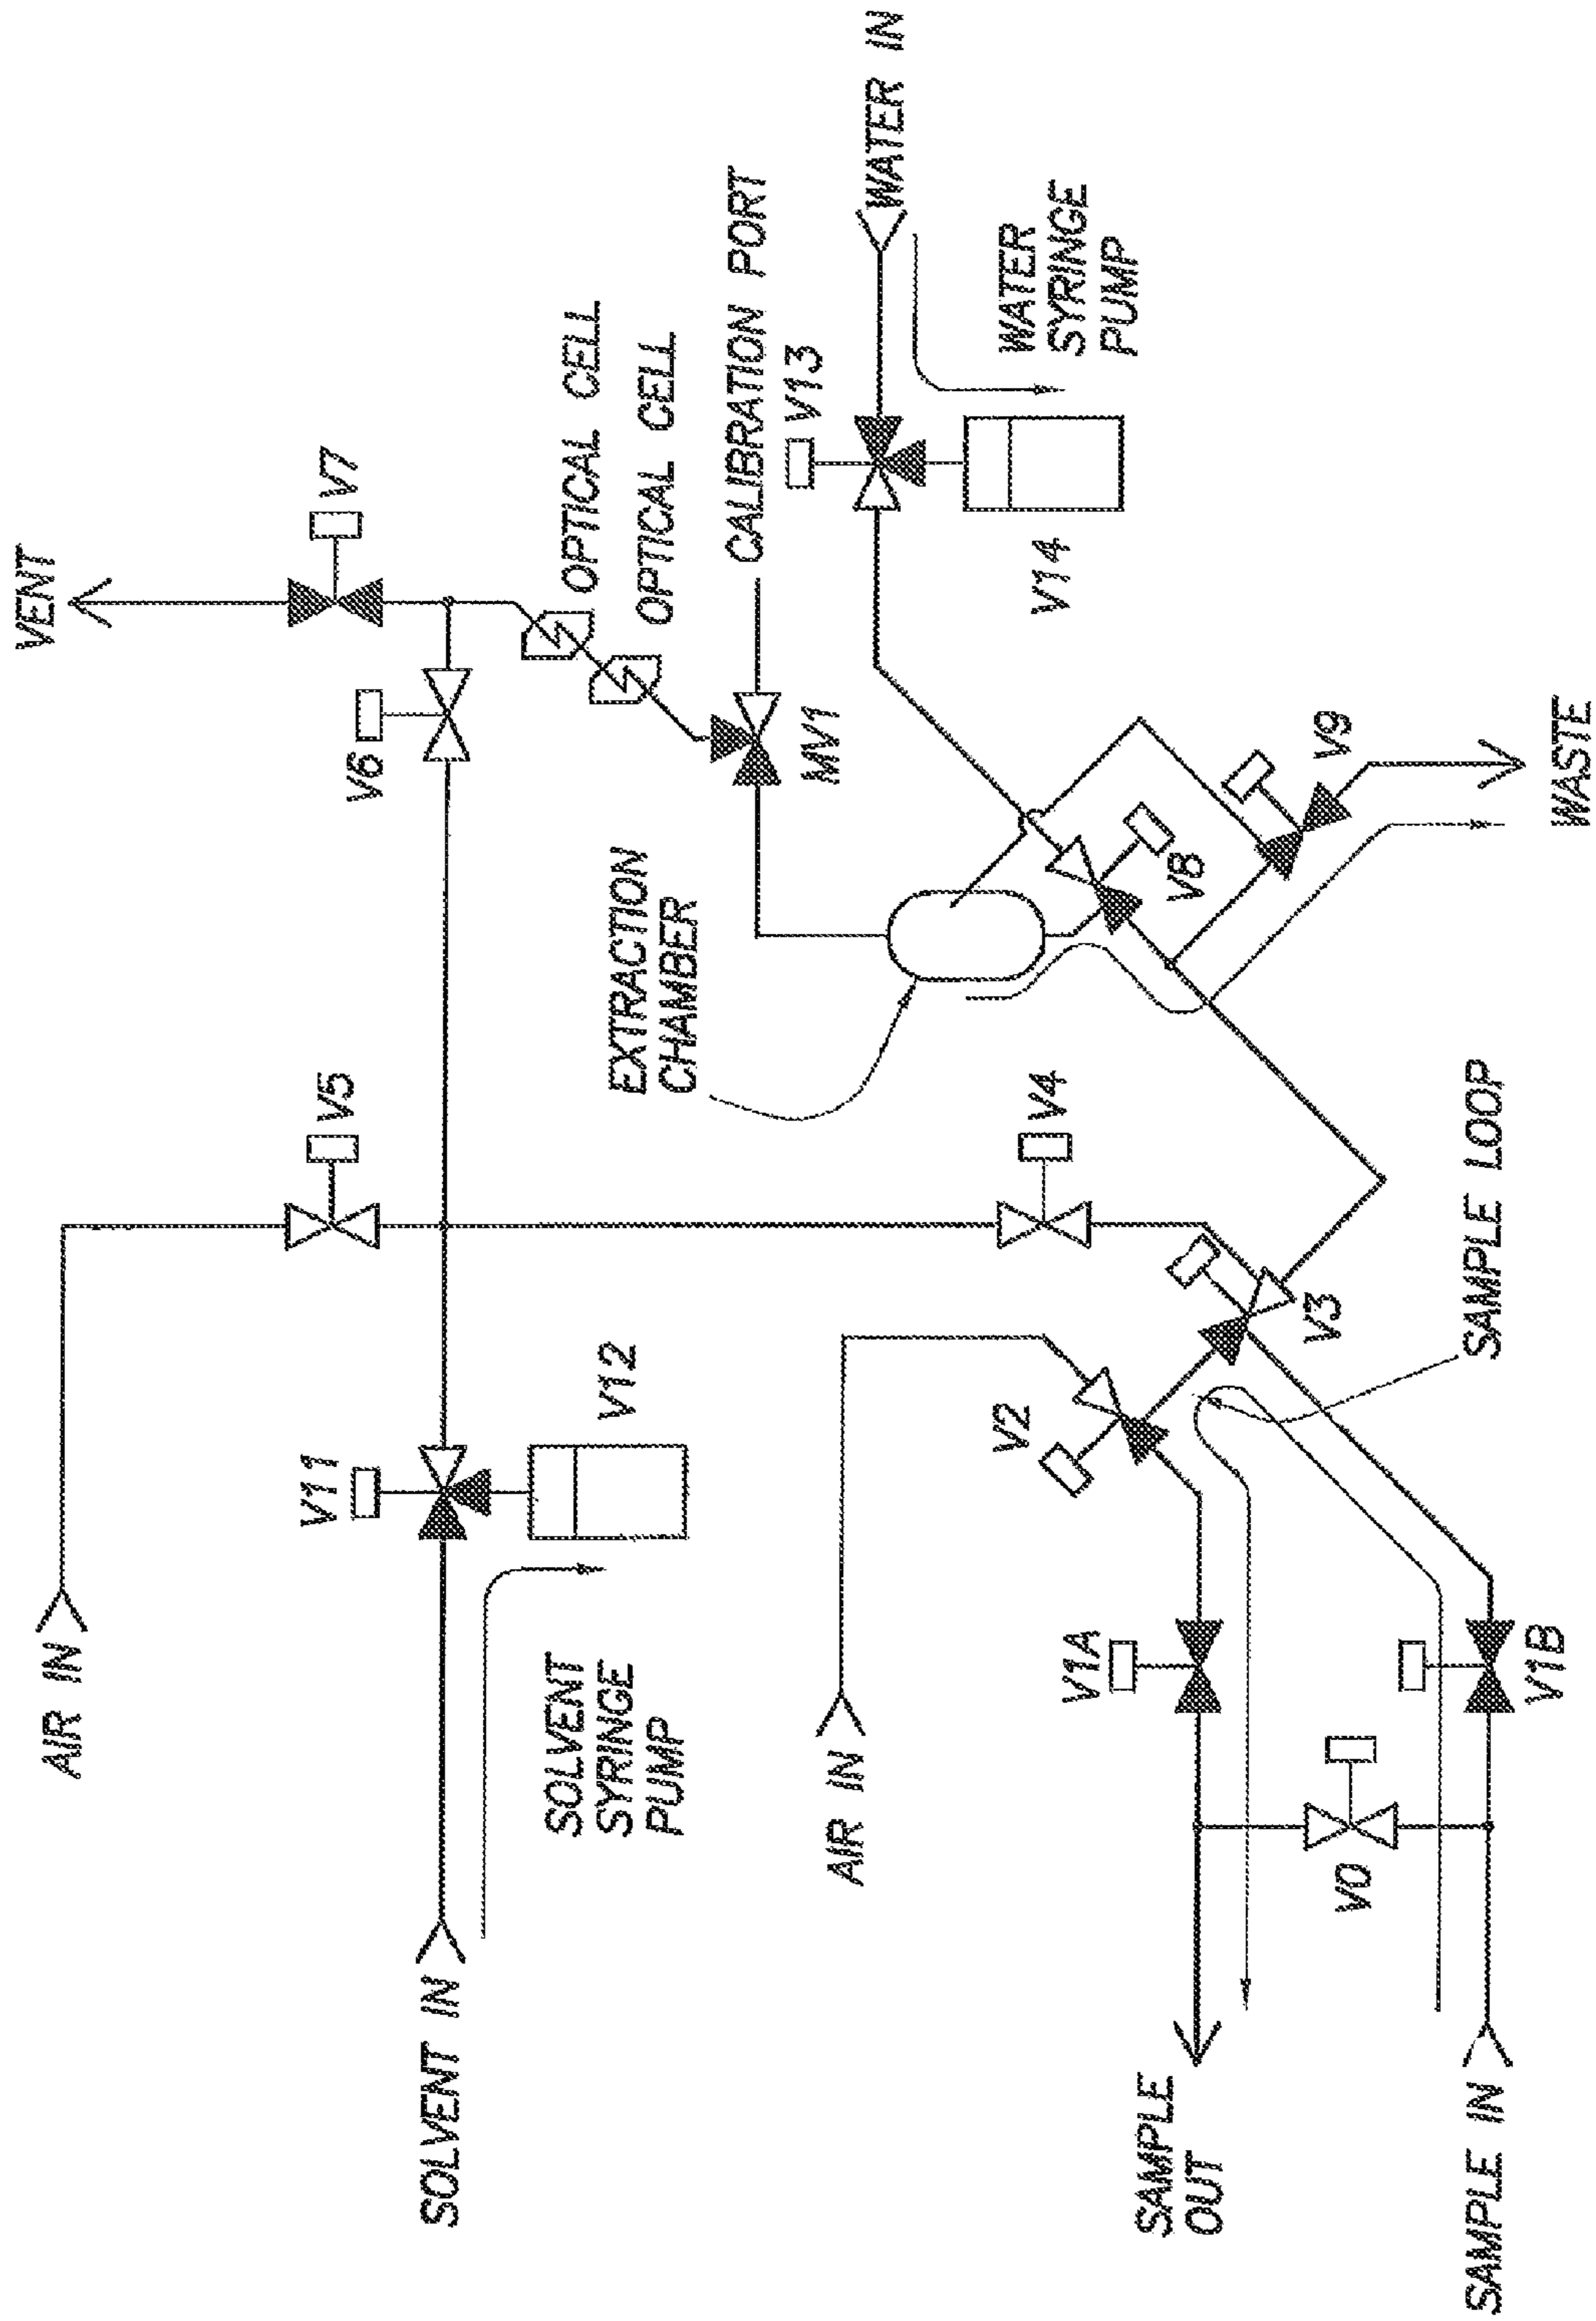 VENT
V7
V6
OPTICAL CELL
OPTICAL CELL
CALIBRATION PORT
MV1
V13
WATER IN
WATER
SYRINGE
PUMP
V14
AIR IN
V5
EXTRACTION
CHAMBER
V8
V9
WASTE
V11
V12
SOLVENT IN
SOLVENT
SYRINGE
PUMP
V4
AIR IN
V2
V3
SAMPLE LOOP
V1A
V1B
V0
SAMPLE
OUT
SAMPLE IN